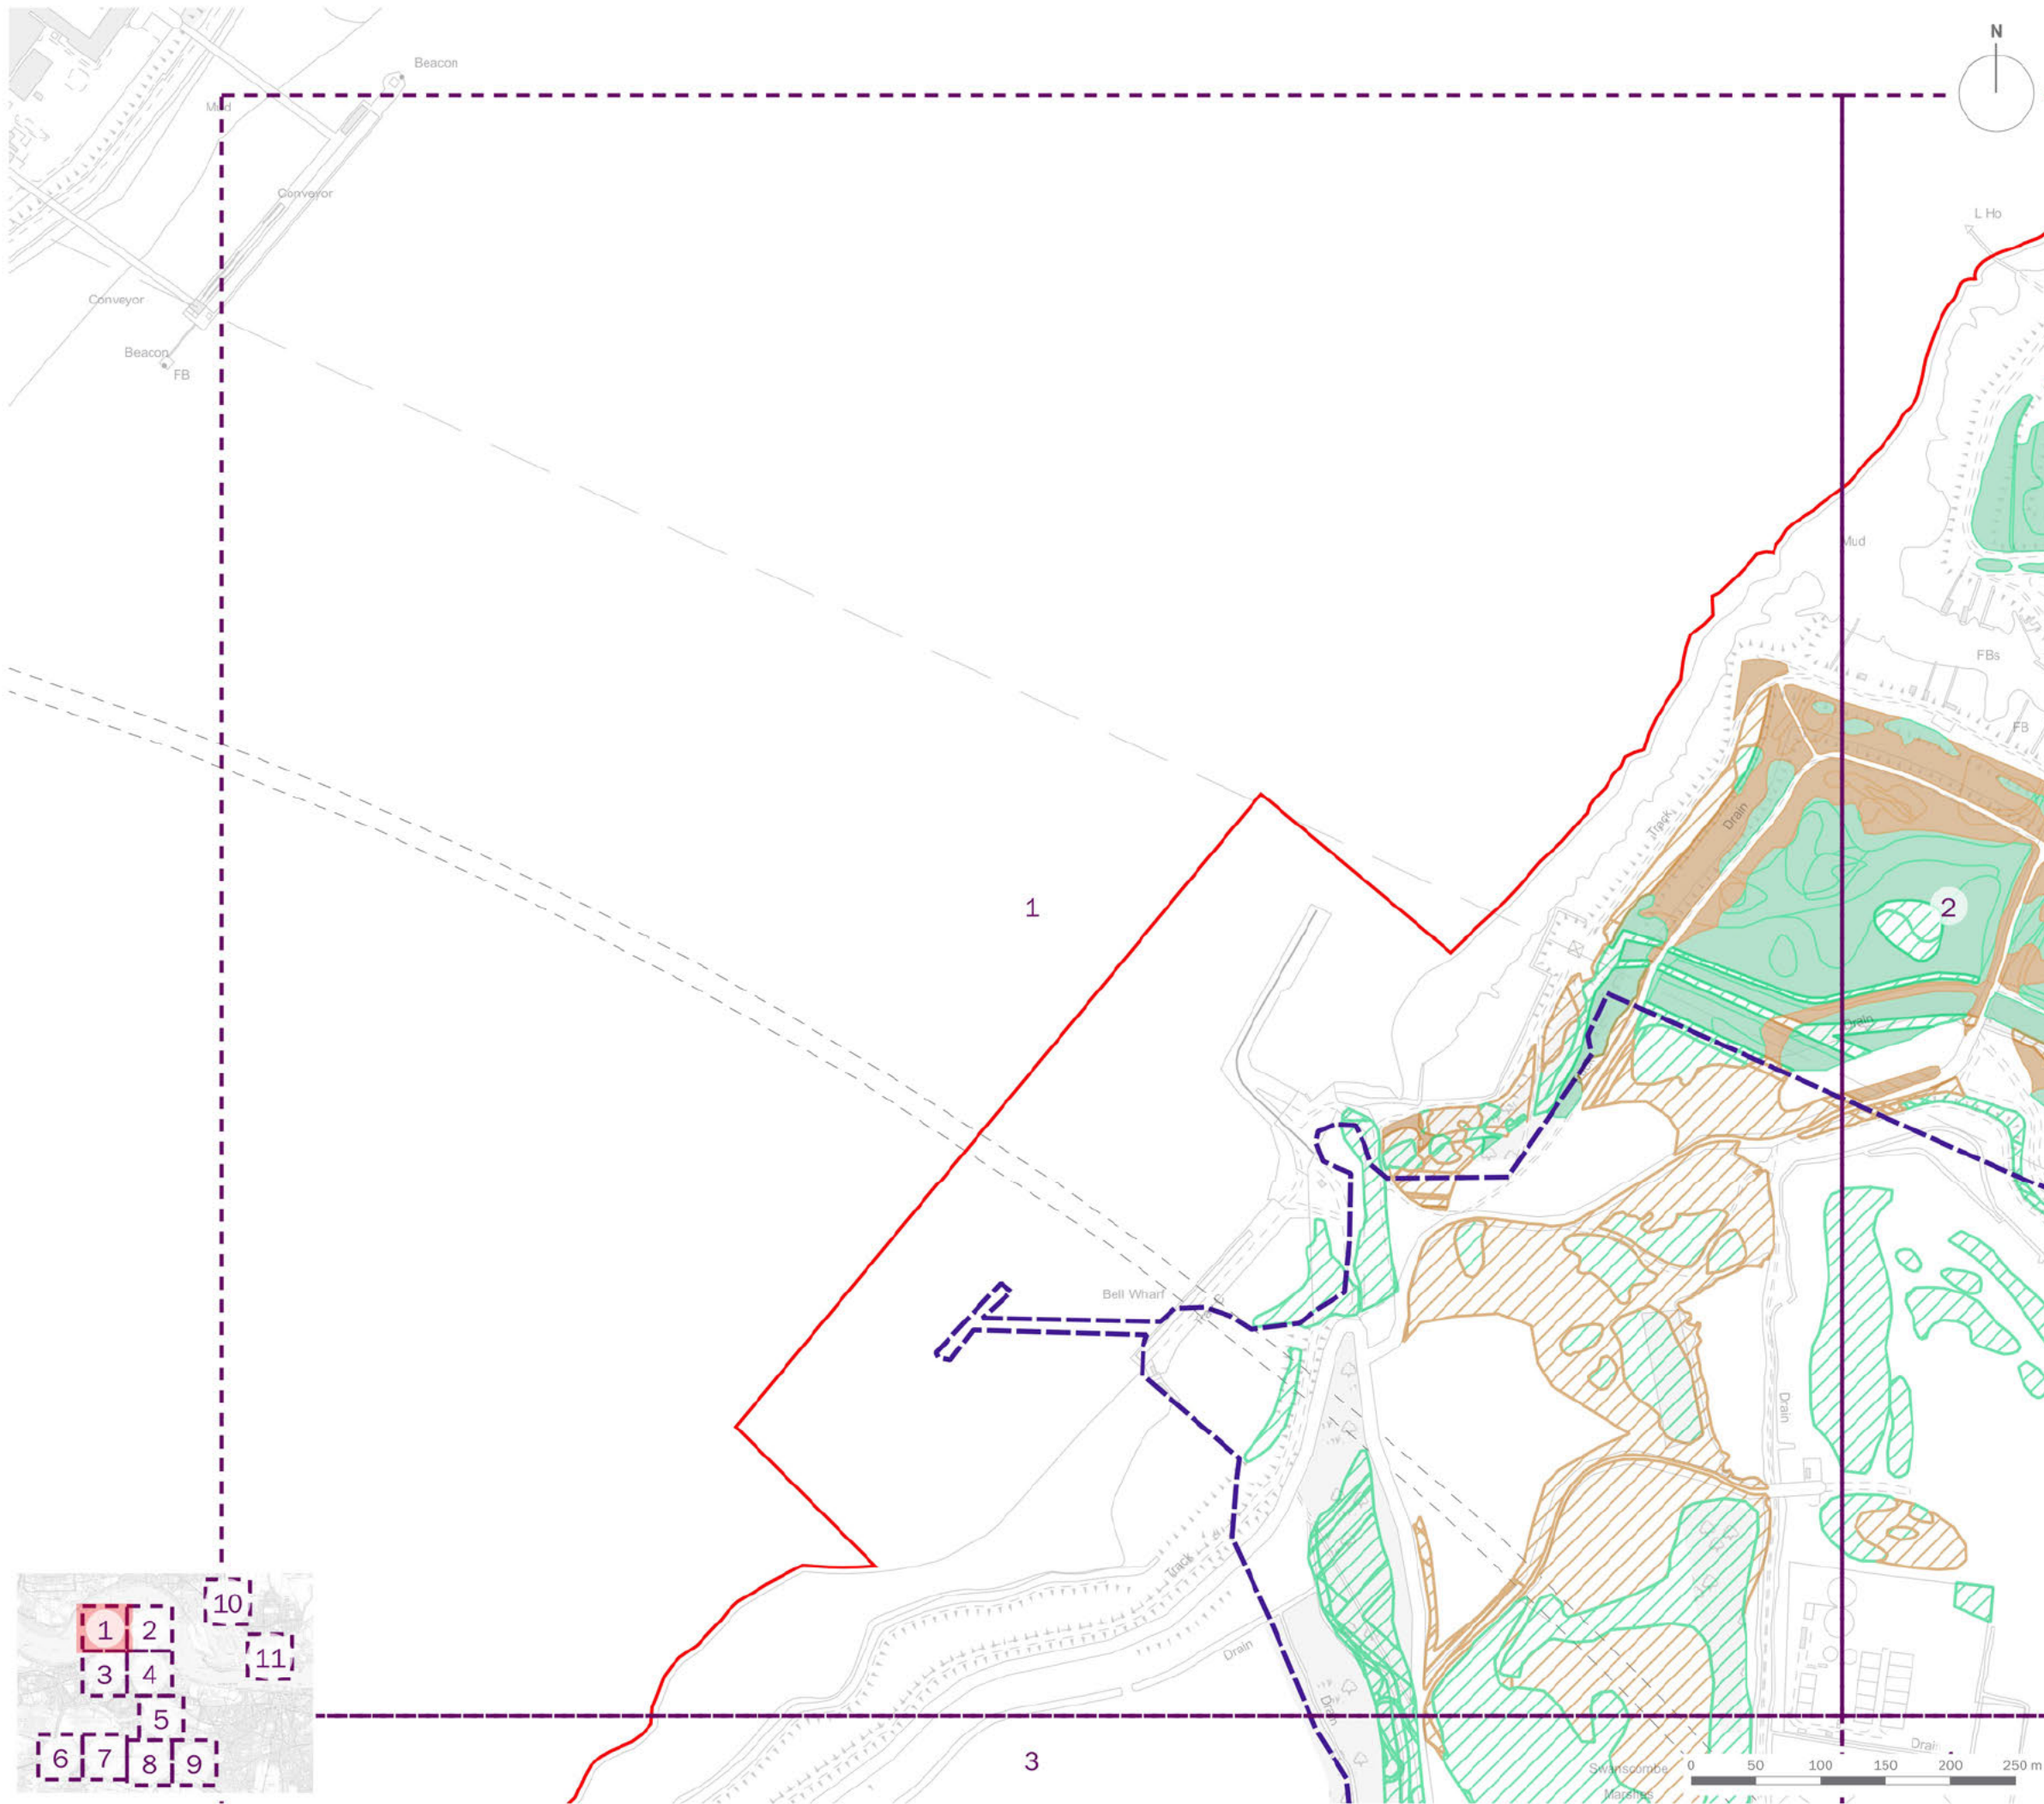 N
Beacon
Mud
Conveyor
L Ho
Conveyor
Beacon
FB
Mud
FBs
FB
Track
Drain
1
2
Drain
Bell Wharf
Track
Drain
Track
Drain
Drain
3
Drain
Swanscombe
Marshes
0 50 100 150 200 250 m
10
1 2
11
3 4
5
6 7 8 9